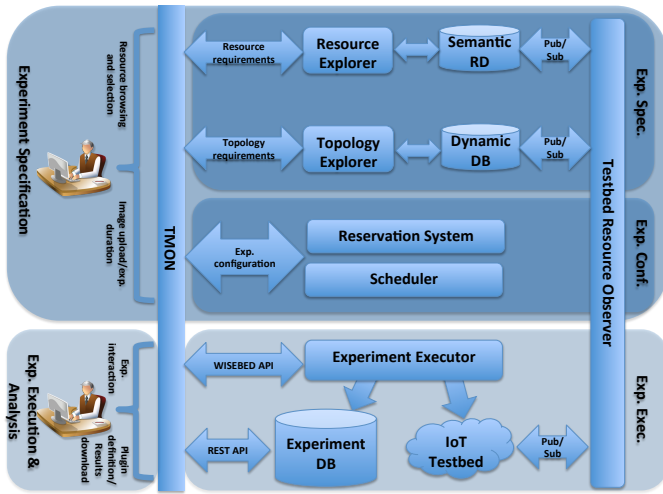 Experiment Specification
Resource browsing
and selection
Image upload/exp.
duration
TMON
Resource
requirements
Resource
Explorer
Semantic
RD
Pub/
Sub
Exp. Spec.
Topology
requirements
Topology
Explorer
Dynamic
DB
Pub/
Sub
Testbed Resource Observer
Exp.
configuration
Reservation System
Scheduler
Exp. Conf.
Exp. Execution &
Analysis
Exp.
interaction
Plugin
definition/
Results
download
WISEBED API
Experiment Executor
Exp. Exec.
REST API
Experiment
DB
IoT
Testbed
Pub/
Sub